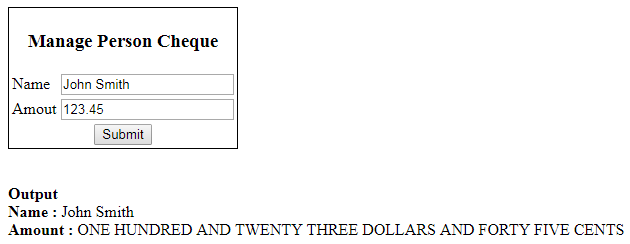 Manage Person Cheque
Name John Smith
Amout 123.45
Submit
Output
Name : John Smith
Amount : ONE HUNDRED AND TWENTY THREE DOLLARS AND FORTY FIVE CENTS